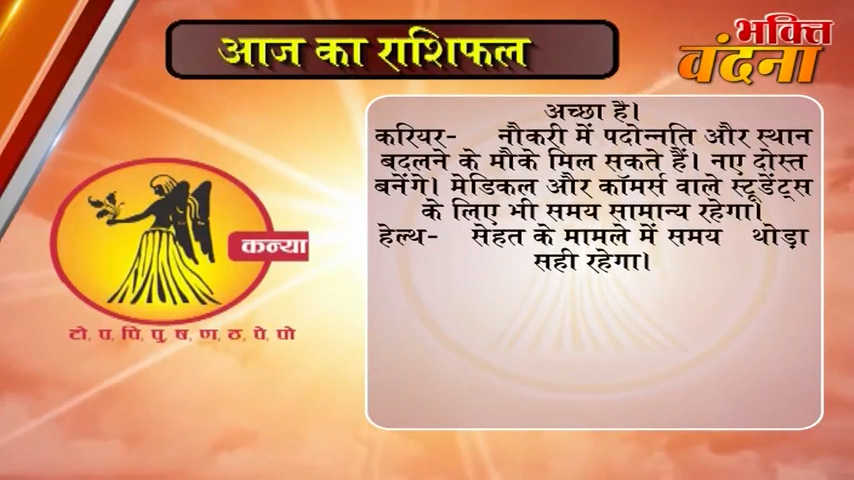 आज का राशिफल
भक्ति
वंदना
अच्छा है।
करियर- नौकरी में पदोन्नति और स्थान
बदलने के मौके मिल सकते हैं। नए दोस्त
बनेंगे। मेडिकल और कॉमर्स वाले स्टूडेंट्स
के लिए भी समय सामान्य रहेगा।
हेल्थ- सेहत के मामले में समय थोड़ा
सही रहेगा।
कन्या
टो, प, पि, पु, ष, ण, ठ, पे, पो